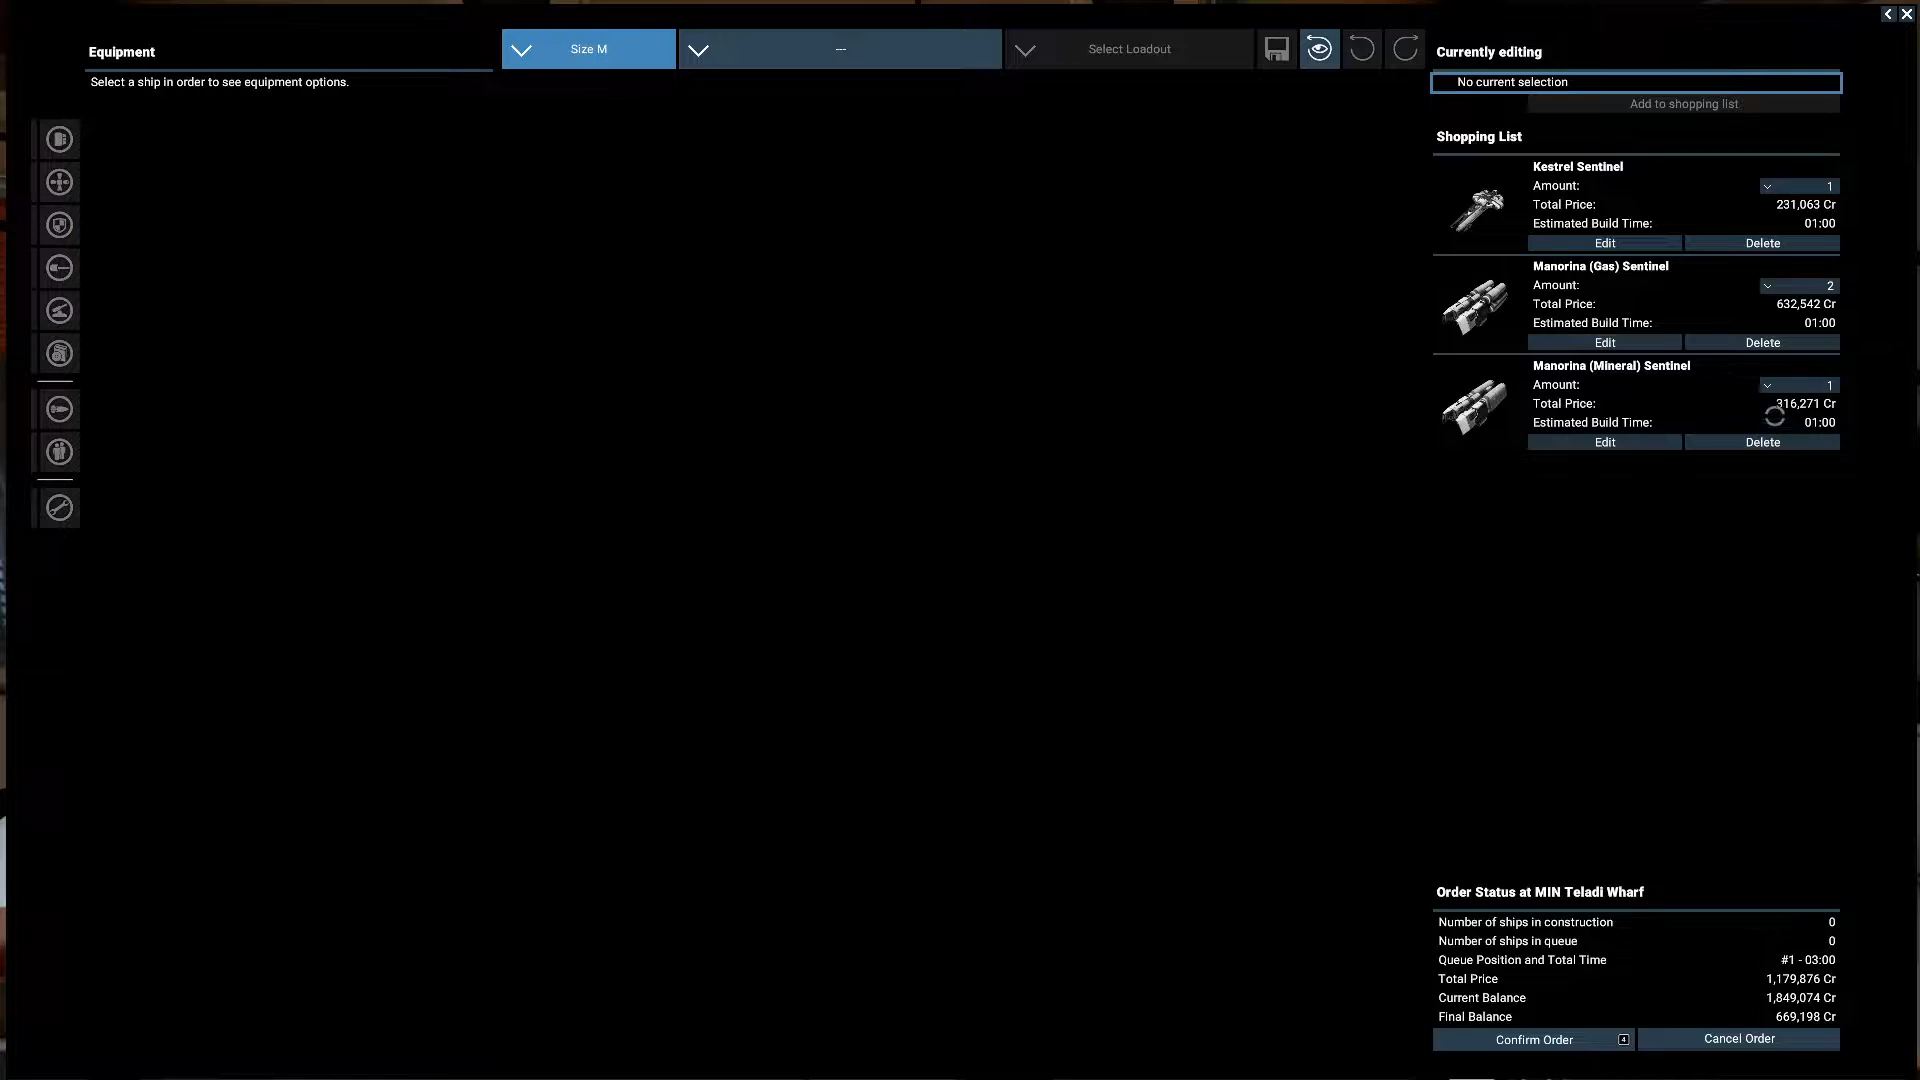 Equipment
Select a ship in order to see equipment options.
Size M
---
Select Loadout
Currently editing
No current selection
Add to shopping list
Shopping List
Kestrel Sentinel
Amount: 1
Total Price: 231,063 Cr
Estimated Build Time: 01:00
Edit Delete
Manorina (Gas) Sentinel
Amount: 2
Total Price: 632,542 Cr
Estimated Build Time: 01:00
Edit Delete
Manorina (Mineral) Sentinel
Amount: 1
Total Price: 316,271 Cr
Estimated Build Time: 01:00
Edit Delete
Order Status at MIN Teladi Wharf
Number of ships in construction 0
Number of ships in queue 0
Queue Position and Total Time #1 - 03:00
Total Price 1,179,876 Cr
Current Balance 1,849,074 Cr
Final Balance 669,198 Cr
Confirm Order 4 Cancel Order